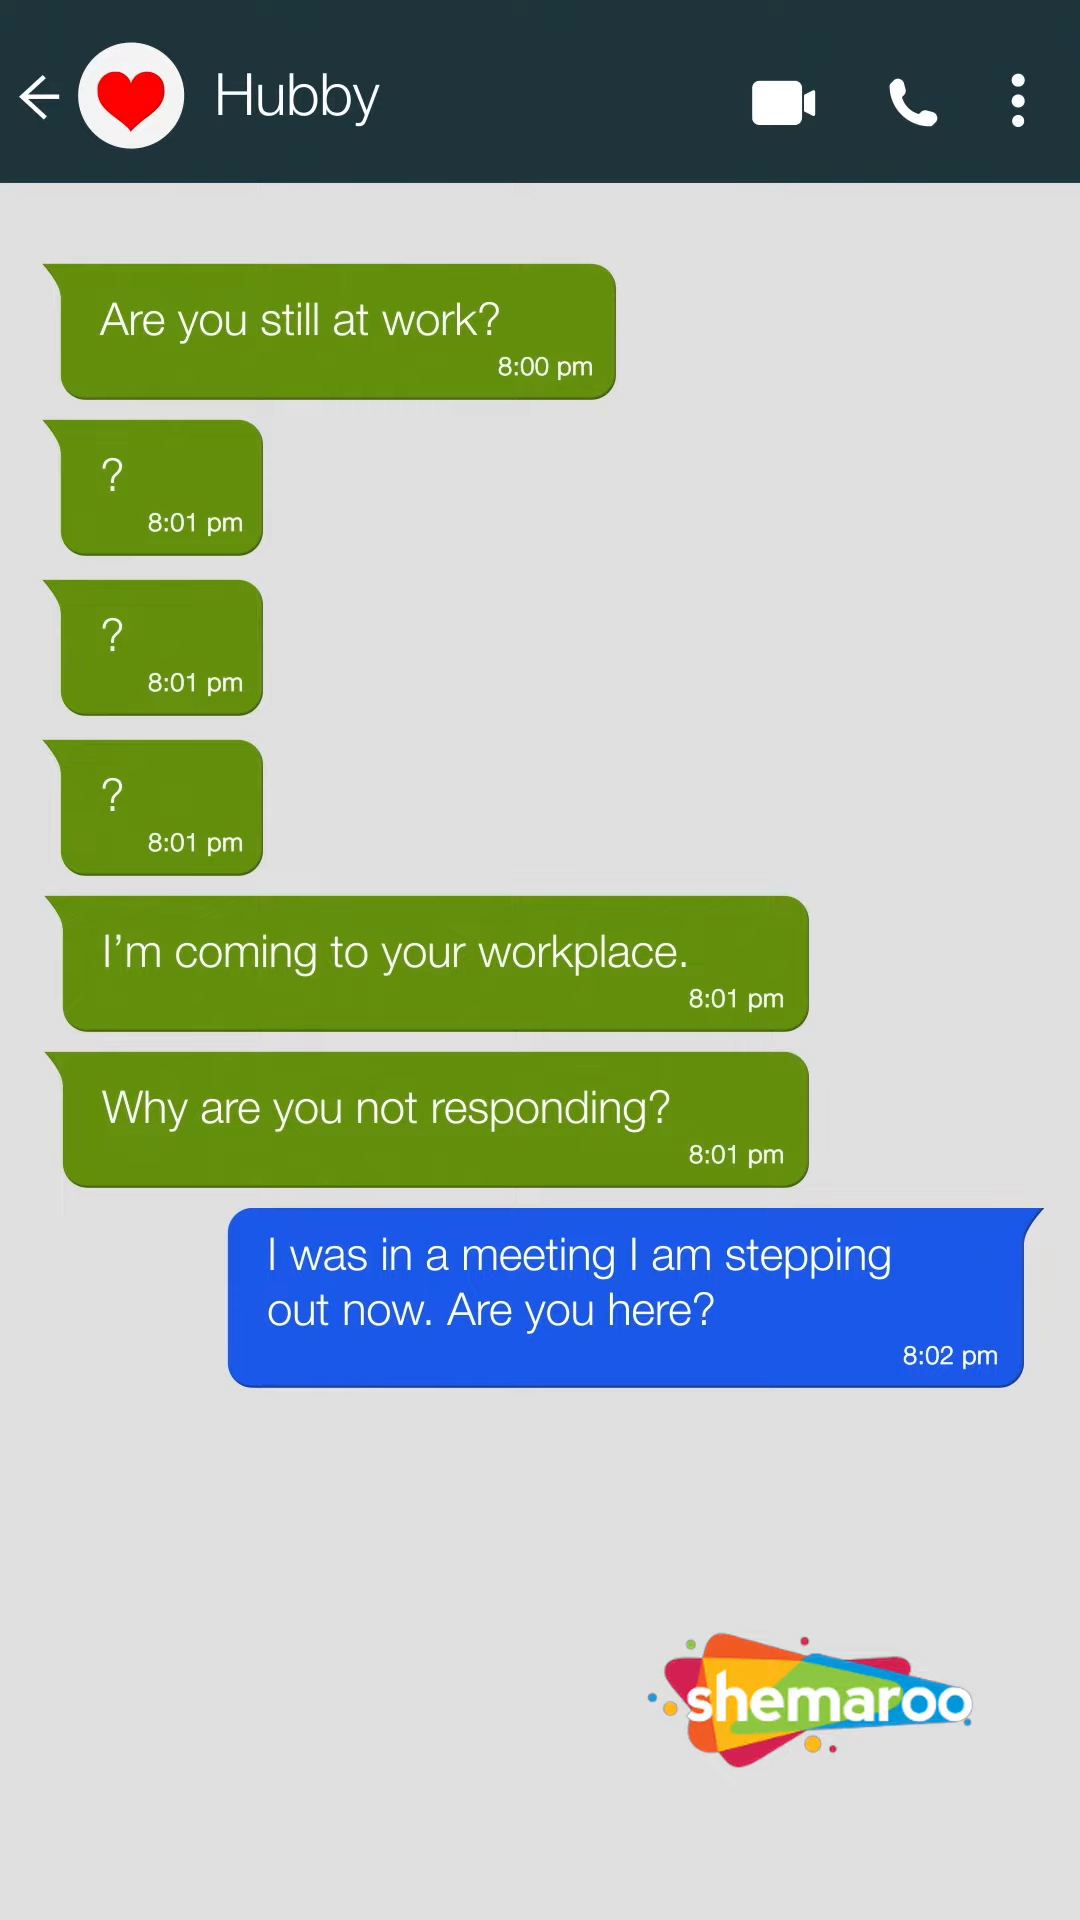 Hubby
Are you still at work?
8:00 pm
?
8:01 pm
?
8:01 pm
?
8:01 pm
I’m coming to your workplace.
8:01 pm
Why are you not responding?
8:01 pm
I was in a meeting I am stepping
out now. Are you here?
8:02 pm
shemaroo